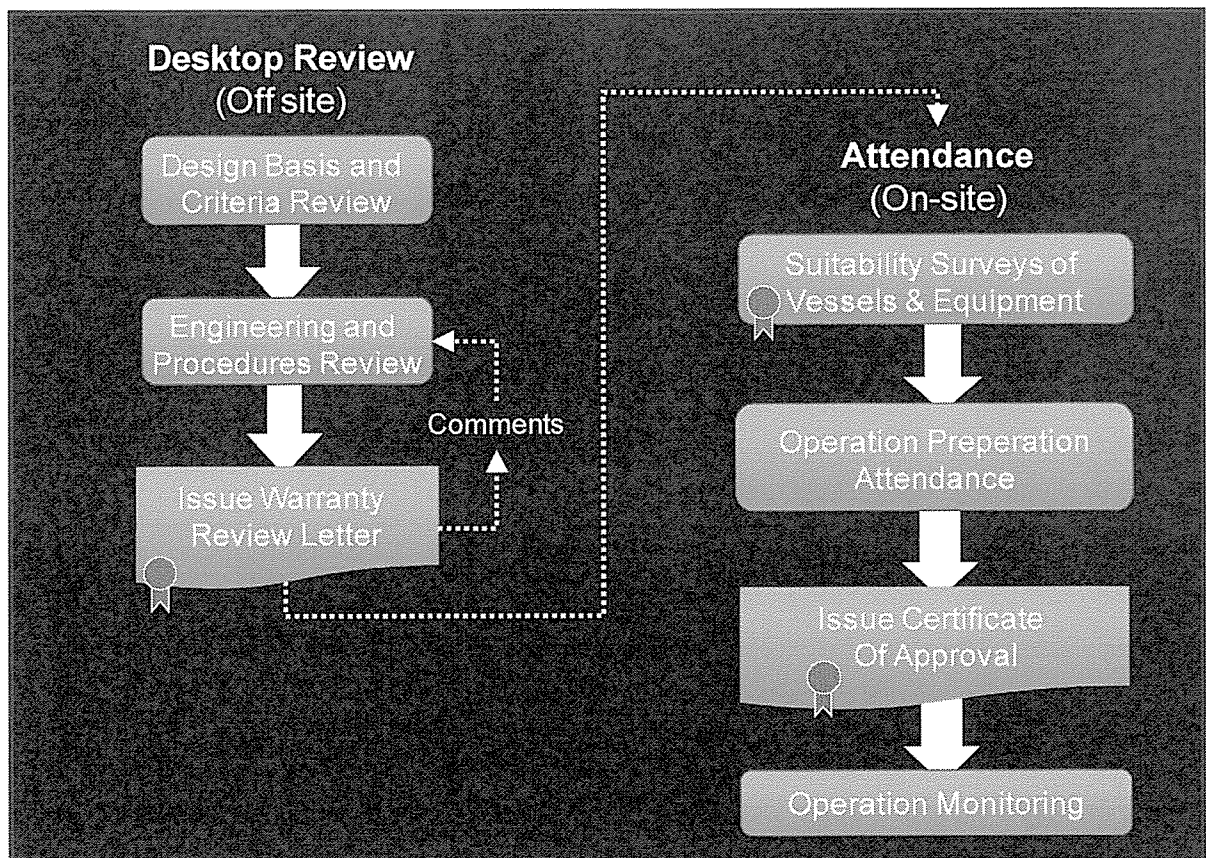 Desktop Review
(Off site)
Design Basis and
Criteria Review
Engineering and
Procedures Review
Comments
Issue Warranty
Review Letter
Attendance
(On-site)
Suitability Surveys of
Vessels & Equipment
Operation Preperation
Attendance
Issue Certificate
Of Approval
Operation Monitoring